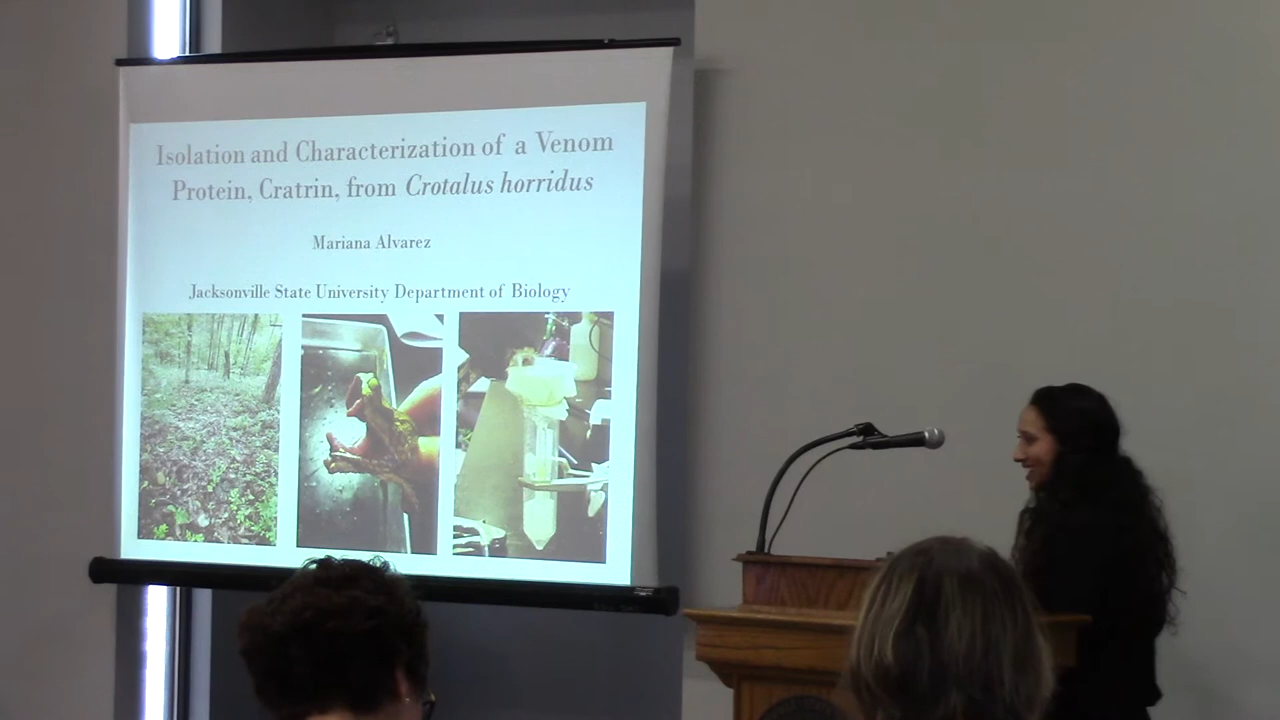 Isolation and Characterization of a Venom
Protein, Cratrin, from Crotalus horridus
Mariana Alvarez
Jacksonville State University Department of Biology